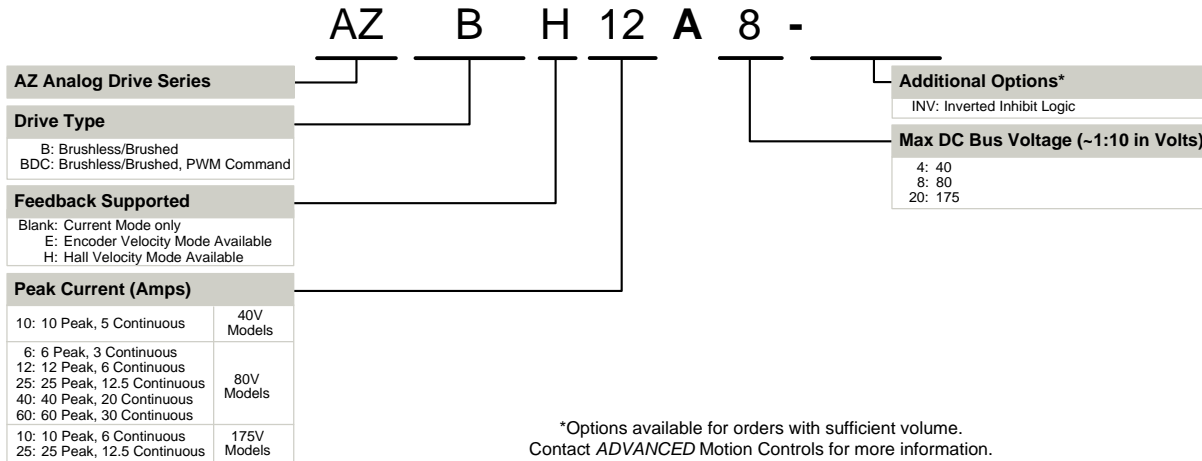 AZ B H 12 A 8 -
AZ Analog Drive Series
Drive Type
B: Brushless/Brushed
BDC: Brushless/Brushed, PWM Command
Feedback Supported
Blank: Current Mode only
E: Encoder Velocity Mode Available
H: Hall Velocity Mode Available
Peak Current (Amps)
10: 10 Peak, 5 Continuous
40V
Models
6: 6 Peak, 3 Continuous
12: 12 Peak, 6 Continuous
25: 25 Peak, 12.5 Continuous
40: 40 Peak, 20 Continuous
60: 60 Peak, 30 Continuous
80V
Models
10: 10 Peak, 6 Continuous
25: 25 Peak, 12.5 Continuous
175V
Models
Additional Options*
INV: Inverted Inhibit Logic
Max DC Bus Voltage (~1:10 in Volts)
4: 40
8: 80
20: 175
*Options available for orders with sufficient volume.
Contact ADVANCED Motion Controls for more information.